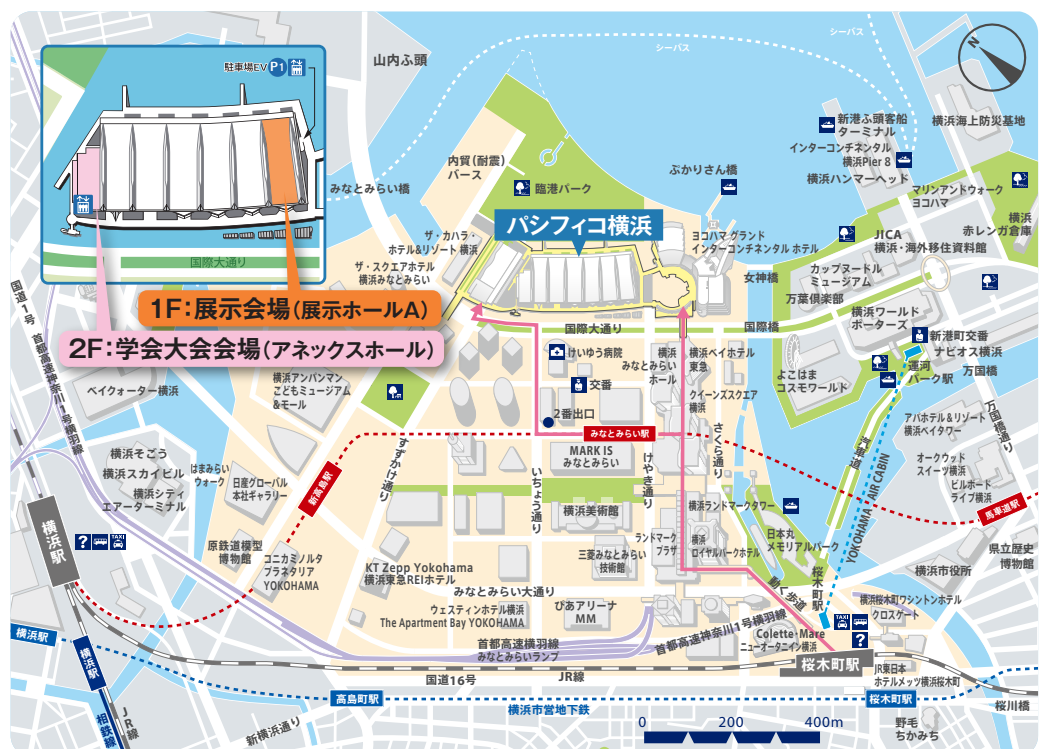 シーバス
シーバス
N
山内ふ頭
駐車場EV P1
新港ふ頭客船
ターミナル
横浜海上防災基地
インターコンチネンタル
横浜Pier 8
横浜ハンマーヘッド
内貿(耐震)
バース
臨港パーク
ぷかりさん橋
みなとみらい橋
マリンアンドウォーク
ヨコハマ
横浜
赤レンガ倉庫
パシフィコ横浜
ザ・カハラ・
ホテル&リゾート 横浜
ヨコハマ グランド
インターコンチネンタル ホテル
JICA
横浜・海外移住資料館
国際大通り
ザ・スクエアホテル
横浜みなとみらい
女神橋
カップヌードル
ミュージアム
万葉倶楽部
国道1号
首都高速神奈川1号横羽線
1F:展示会場(展示ホールA)
2F:学会大会会場(アネックスホール)
国際大通り
国際橋
横浜ワールド
ポーターズ
新港町交番
ナビオス横浜
けいゆう病院
横浜
みなとみらい
ホール
横浜ベイホテル
東急
よこはま
コスモワールド
運河
パーク駅
万国橋
ベイクォーター横浜
横浜アンパンマン
こどもミュージアム
&モール
交番
クイーンズスクエア
横浜
2番出口
アパホテル&リゾート
横浜ベイタワー
万国橋通り
みなとみらい駅
さくら通り
汽車道
YOKOHAMA AIR CABIN
横浜そごう
横浜スカイビル
はまみらい
ウォーク
横浜シティ
エアーターミナル
日産グローバル
本社ギャラリー
新高島駅
すずかけ通り
いちょう通り
MARK IS
みなとみらい
けやき通り
オークウッド
スイーツ横浜
ビルボード
ライブ横浜
馬車道駅
横浜駅
?
TAXI
横浜美術館
横浜ランドマークタワー
日本丸
メモリアルパーク
原鉄道模型
博物館
コニカミノルタ
プラネタリア
YOKOHAMA
KT Zepp Yokohama
横浜東急REIホテル
三菱みなとみらい
技術館
ランドマーク
プラザ
横浜
ロイヤルパークホテル
県立歴史
博物館
横浜市役所
みなとみらい大通り
動く歩道
桜木町駅
ウェスティンホテル横浜
The Apartment Bay YOKOHAMA
ぴあアリーナ
MM
横浜桜木町ワシントンホテル
クロスゲート
TAXI
?
横浜駅
首都高速横羽線
みなとみらいランプ
首都高速神奈川1号横羽線
Colette・Mare
ニューオータニイン横浜
桜木町駅
JR東日本
ホテルメッツ横浜桜木町
横浜駅
相鉄線
JR線
国道16号
JR線
高島町駅
横浜市営地下鉄
桜木町駅
桜川橋
新横浜通り
0 200 400m
野毛
ちかみち